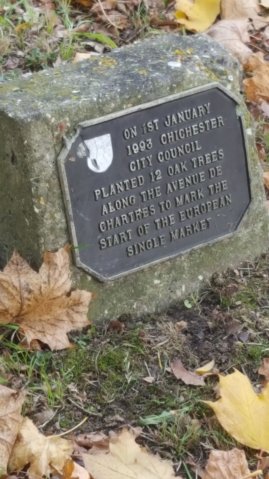 ON 1ST JANUARY
1993 CHICHESTER
CITY COUNCIL
PLANTED 12 OAK TREES
ALONG THE AVENUE DE
CHARTRES TO MARK THE
START OF THE EUROPEAN
SINGLE MARKET